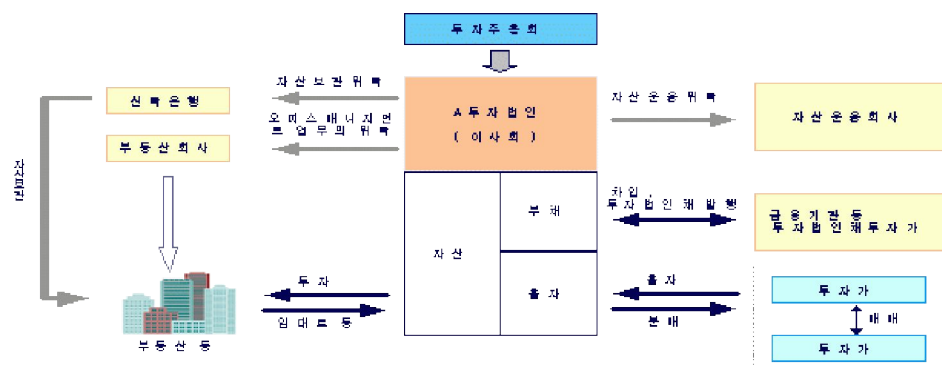 투자주총회
자산보관 위탁
신탁은행
오피스매니지먼
트 업무의 위탁
부동산회사
A투자법인
( 이사회 )
자산운용 위탁
자산운용회사
자산보관
차입,
투자법인채 발행
금융기관등
투자법인채투자가
부채
자산
출자
투자
임대료 등
부동산 등
출자
분배
투자가
매매
투자가